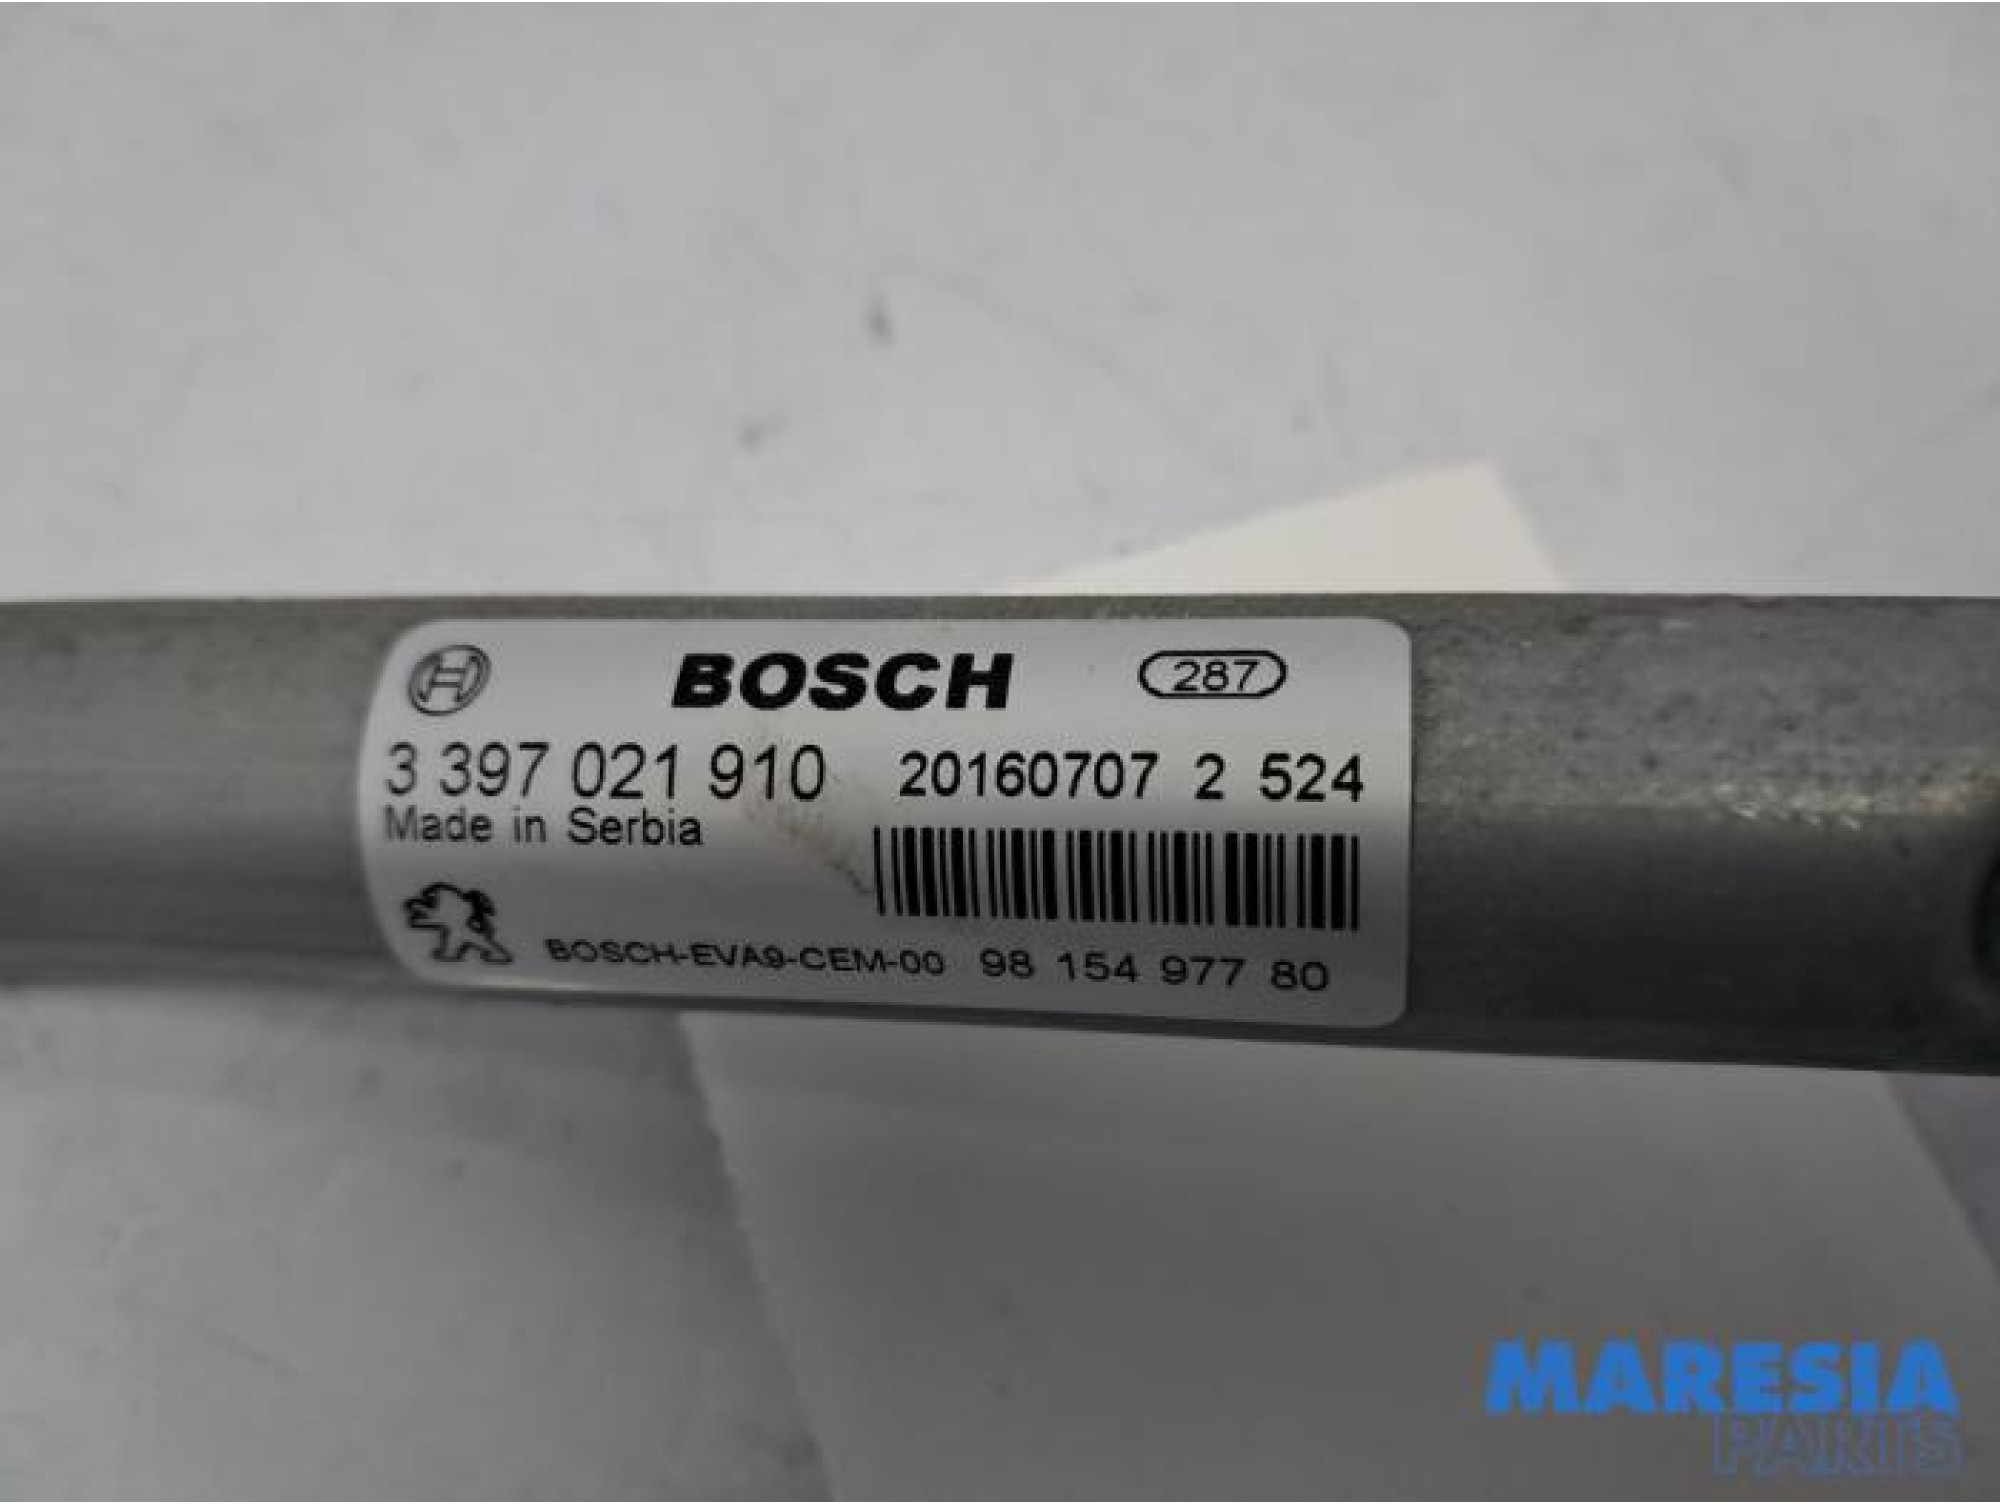 BOSCH 287
3 397 021 910 20160707 2 524
Made in Serbia
BOSCH-EVA9-CEM-00 98 154 977 80
MARESIA
PARTS